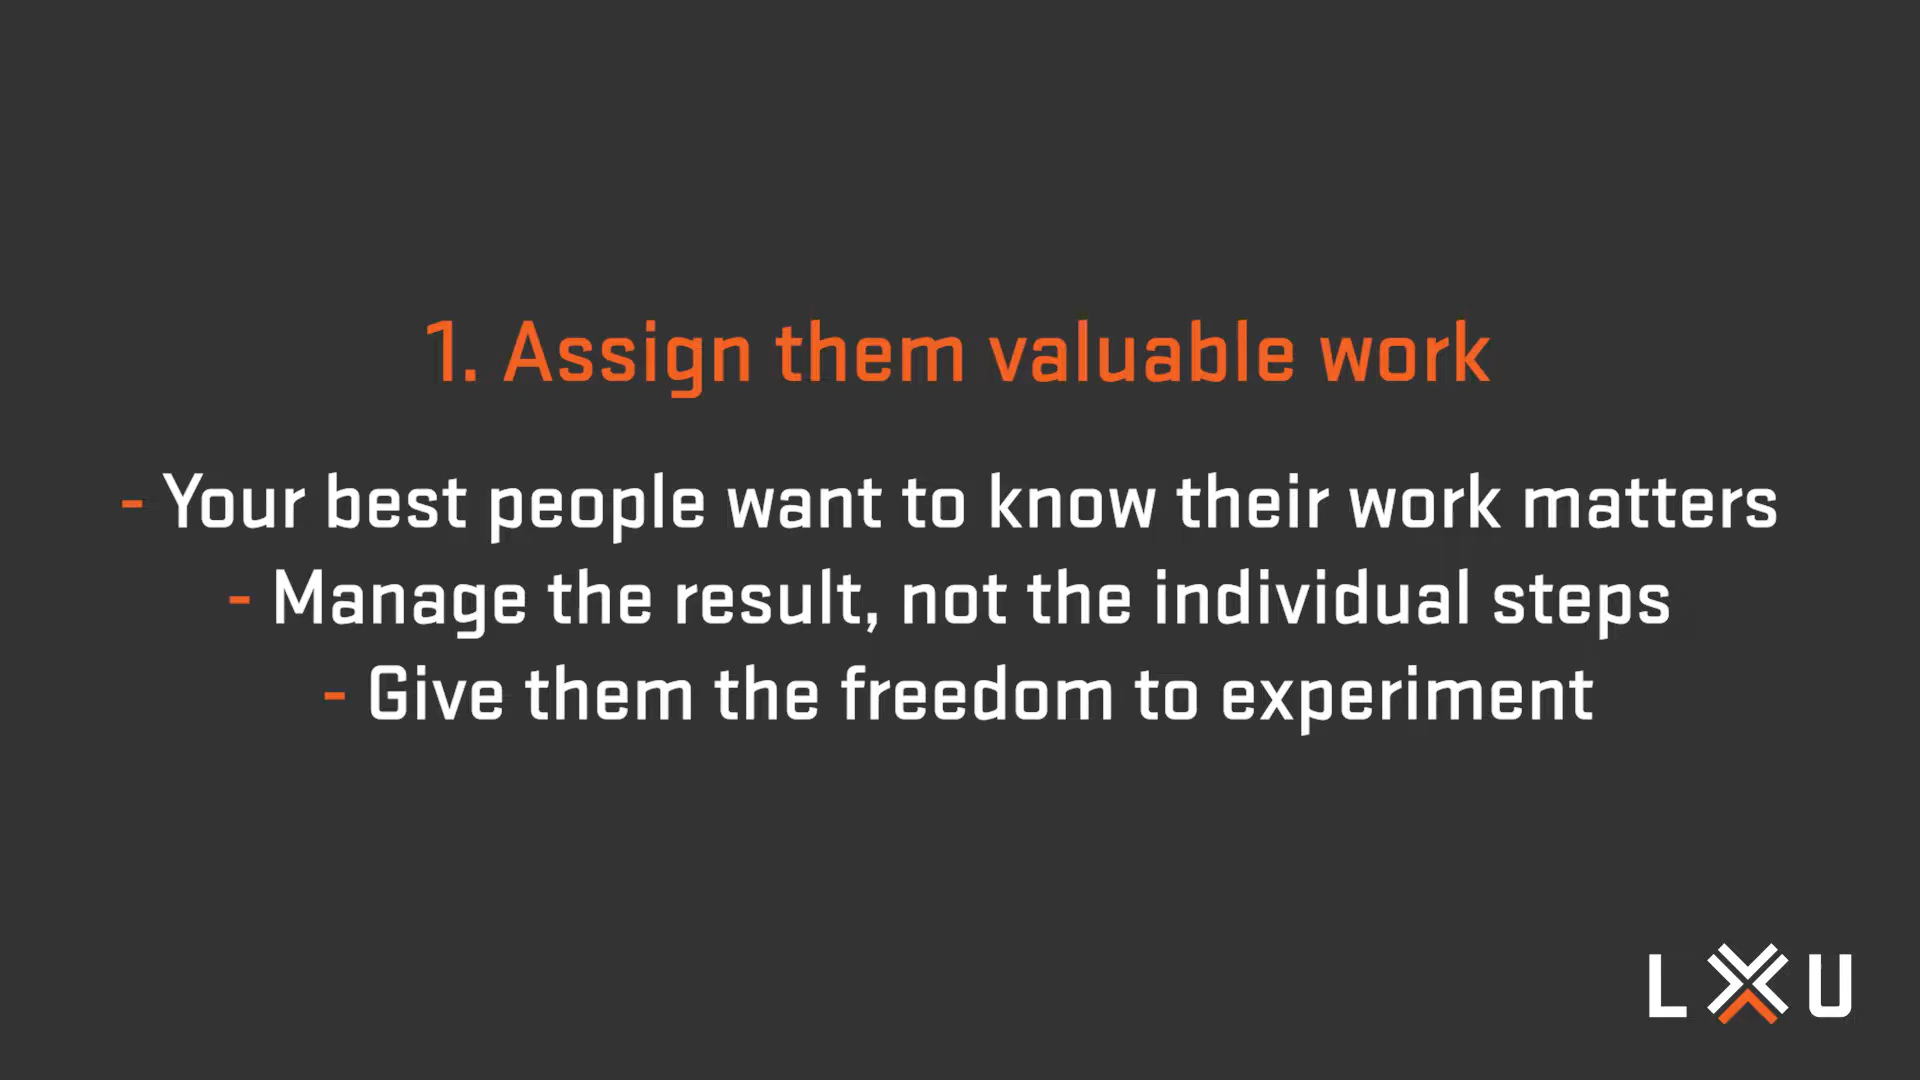 1. Assign them valuable work
- Your best people want to know their work matters
- Manage the result, not the individual steps
- Give them the freedom to experiment
LXU